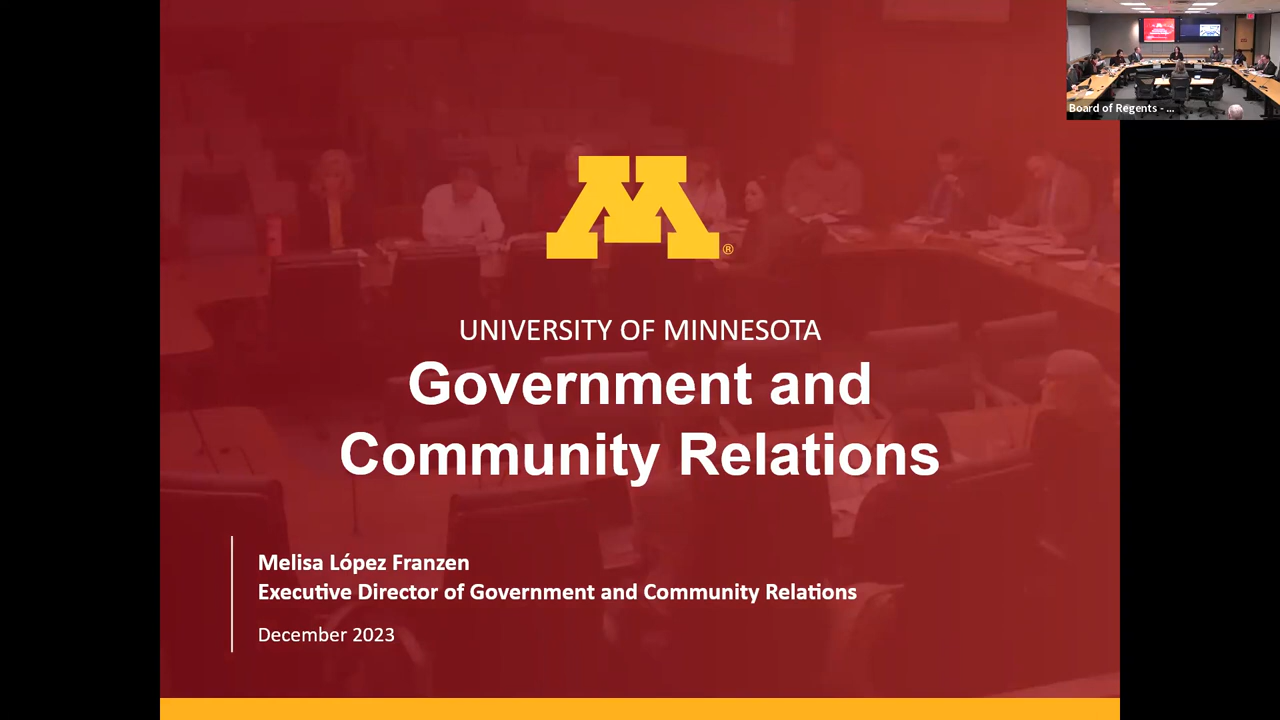 Board of Regents - ...
M®
UNIVERSITY OF MINNESOTA
Government and
Community Relations
Melisa López Franzen
Executive Director of Government and Community Relations
December 2023